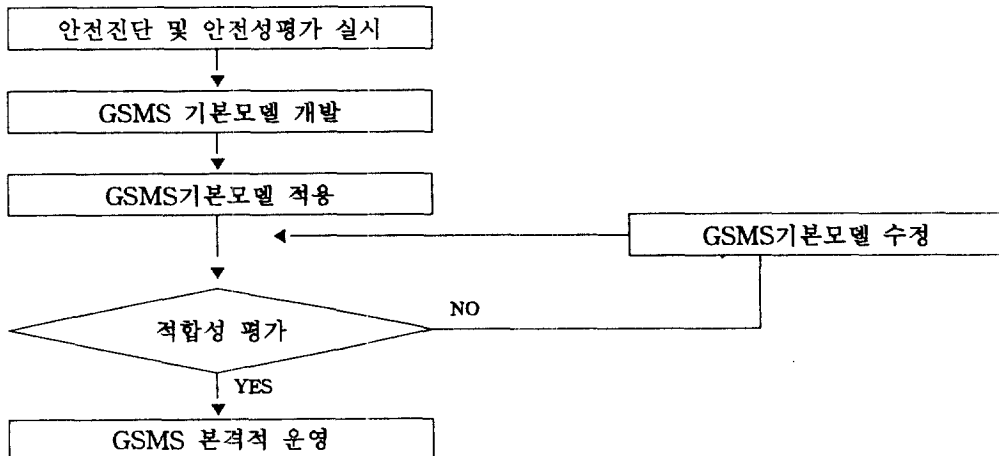 안전진단 및 안전성평가 실시
GSMS 기본모델 개발
GSMS기본모델 적용
GSMS기본모델 수정
적합성 평가
NO
YES
GSMS 본격적 운영